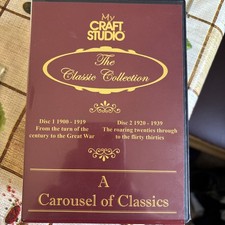 My
CRAFT
STUDIO
The
Classic Collection
Disc 1 1900 - 1919
From the turn of the
century to the Great War
Disc 2 1920 - 1939
The roaring twenties through
to the flirty thirties
A
Carousel of Classics